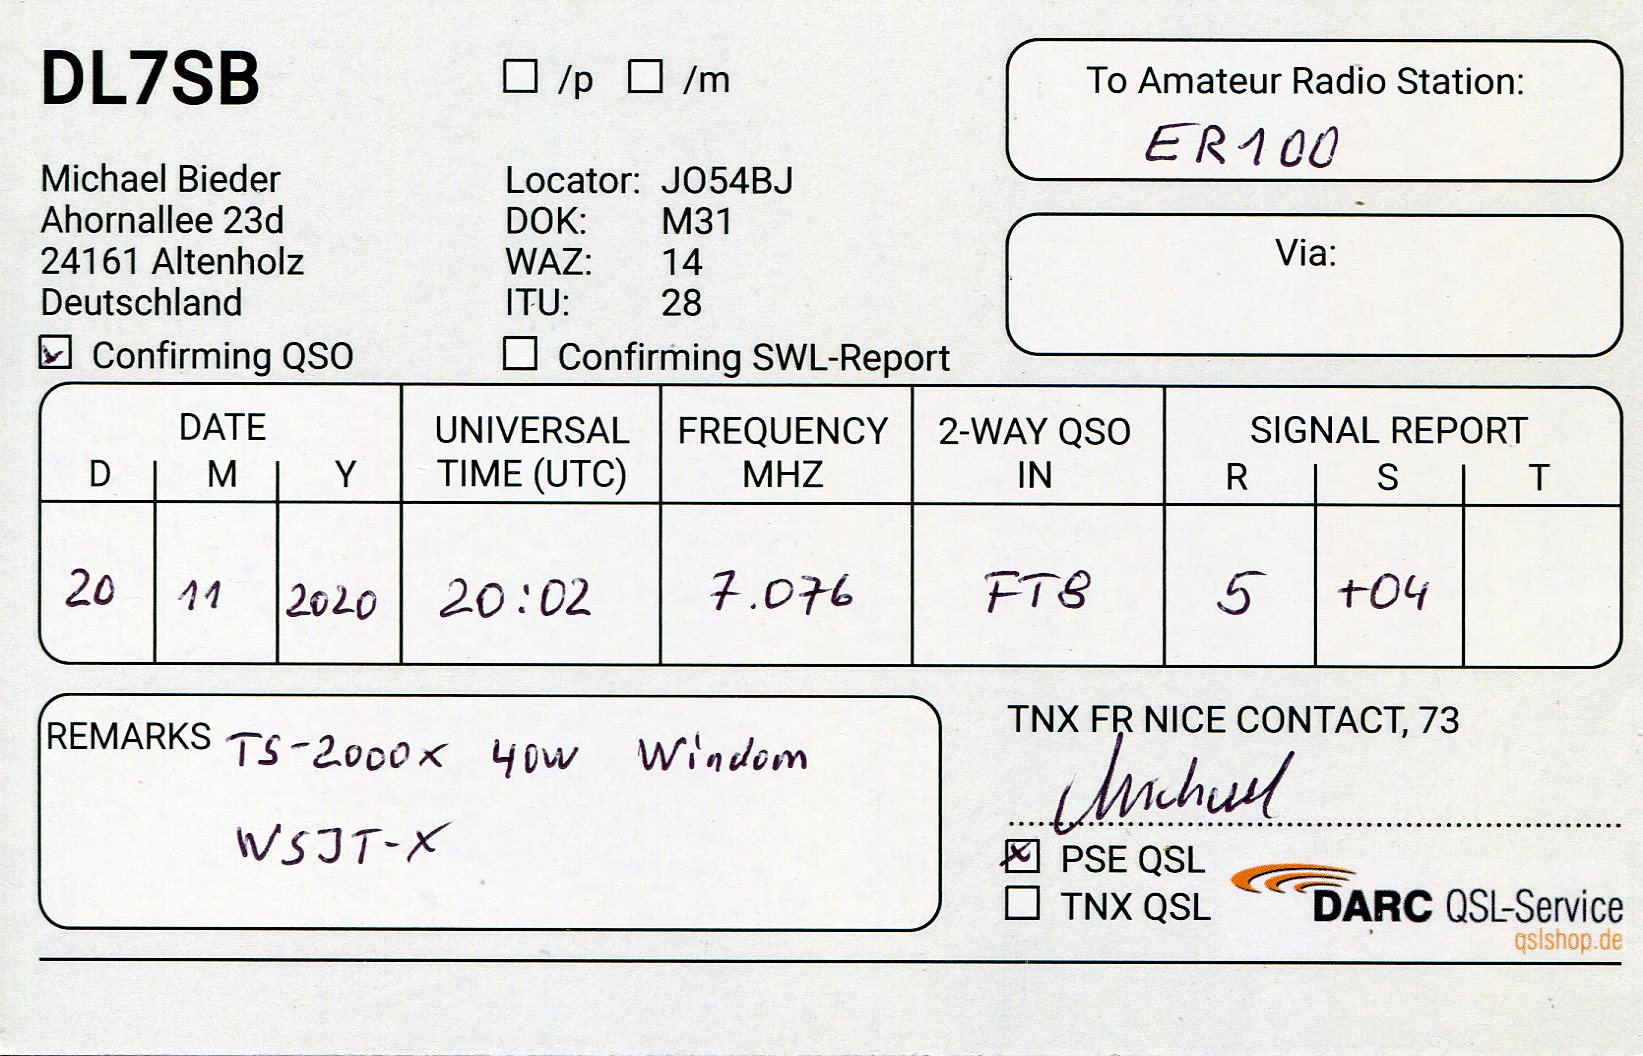 DL7SB
☐ /p ☐ /m
To Amateur Radio Station:
ER100
Michael Bieder
Ahornallee 23d
24161 Altenholz
Deutschland
Locator: JO54BJ
DOK: M31
WAZ: 14
ITU: 28
Via:
☑ Confirming QSO
☐ Confirming SWL-Report
DATE
D M Y
UNIVERSAL
TIME (UTC)
FREQUENCY
MHZ
2-WAY QSO
IN
SIGNAL REPORT
R S T
20 11 2020 20:02 7.076 FT8 5 +04
REMARKS TS-2000x 40W Windom
WSJT-X
TNX FR NICE CONTACT, 73
Michael
☒ PSE QSL
☐ TNX QSL
DARC QSL-Service
qslshop.de